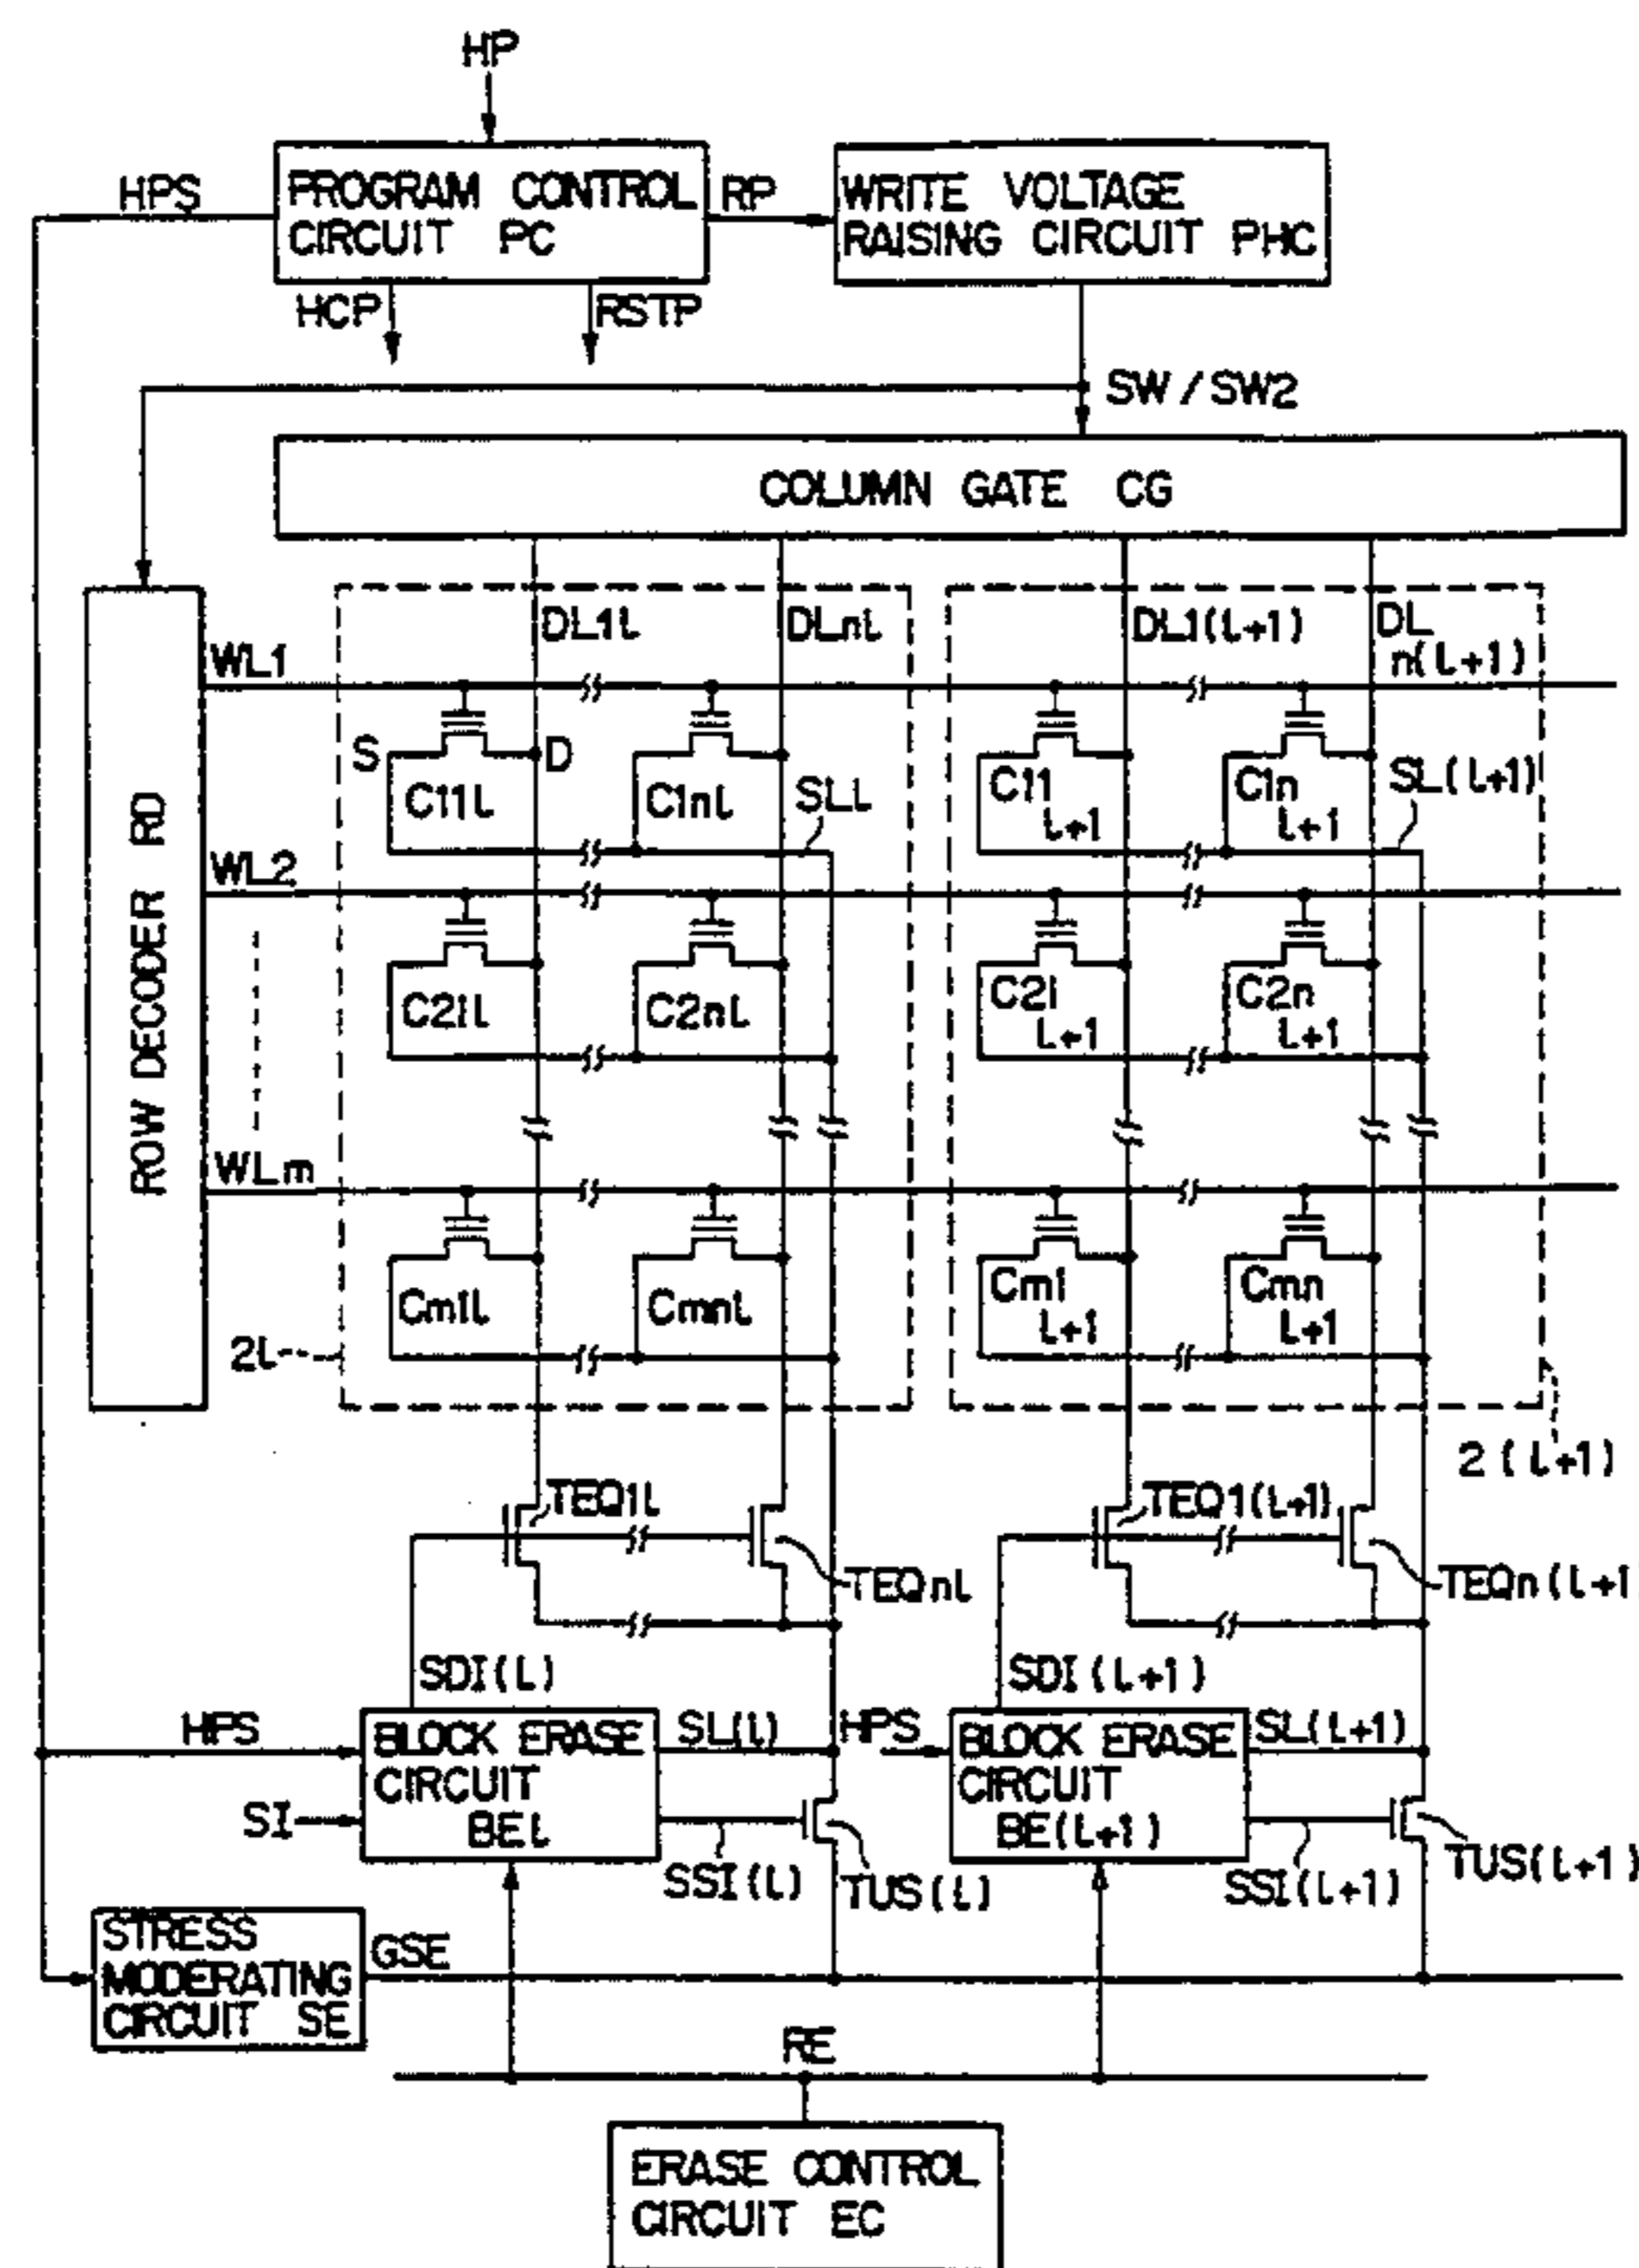 HP
HPS
PROGRAM CONTROL
CIRCUIT PC
RP
WRITE VOLTAGE
RAISING CIRCUIT PHC
HCP
RSTP
SW / SW2
COLUMN GATE CG
ROW DECODER RD
DL1l
DLnl
DL1(l+1)
DL
n(l+1)
WL1
S
D
C11l
C1nl
SLl
C11
l+1
C1n
l+1
SL(l+1)
WL2
C21l
C2nl
C21
l+1
C2n
l+1
WLm
Cm1l
Cmnl
Cm1
l+1
Cmn
l+1
2l
2(l+1)
TEQ1l
TEQnl
TEQ1(l+1)
TEQn(l+1
SDI(l)
SDI(l+1)
HPS
SI
BLOCK ERASE
CIRCUIT
BEl
SL(l)
SSI(l)
TUS(l)
HPS
BLOCK ERASE
CIRCUIT
BE(l+1)
SL(l+1)
SSI(l+1)
TUS(l+1)
STRESS
MODERATING
CIRCUIT SE
GSE
RE
ERASE CONTROL
CIRCUIT EC